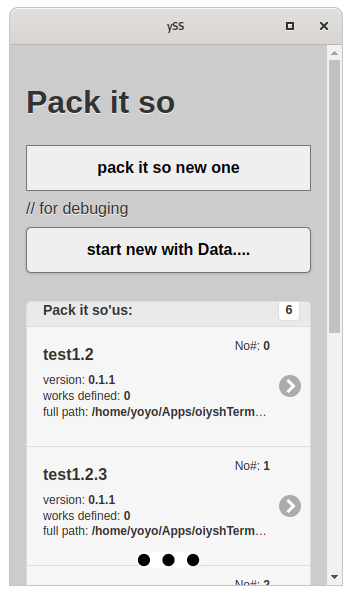 ySS
Pack it so
pack it so new one
// for debuging
start new with Data....
Pack it so'us:
6
No#: 0
test1.2
version: 0.1.1
works defined: 0
full path: /home/yoyo/Apps/oiyshTerm…
No#: 1
test1.2.3
version: 0.1.1
works defined: 0
full path: /home/yoyo/Apps/oiyshTerm…
No#: 2